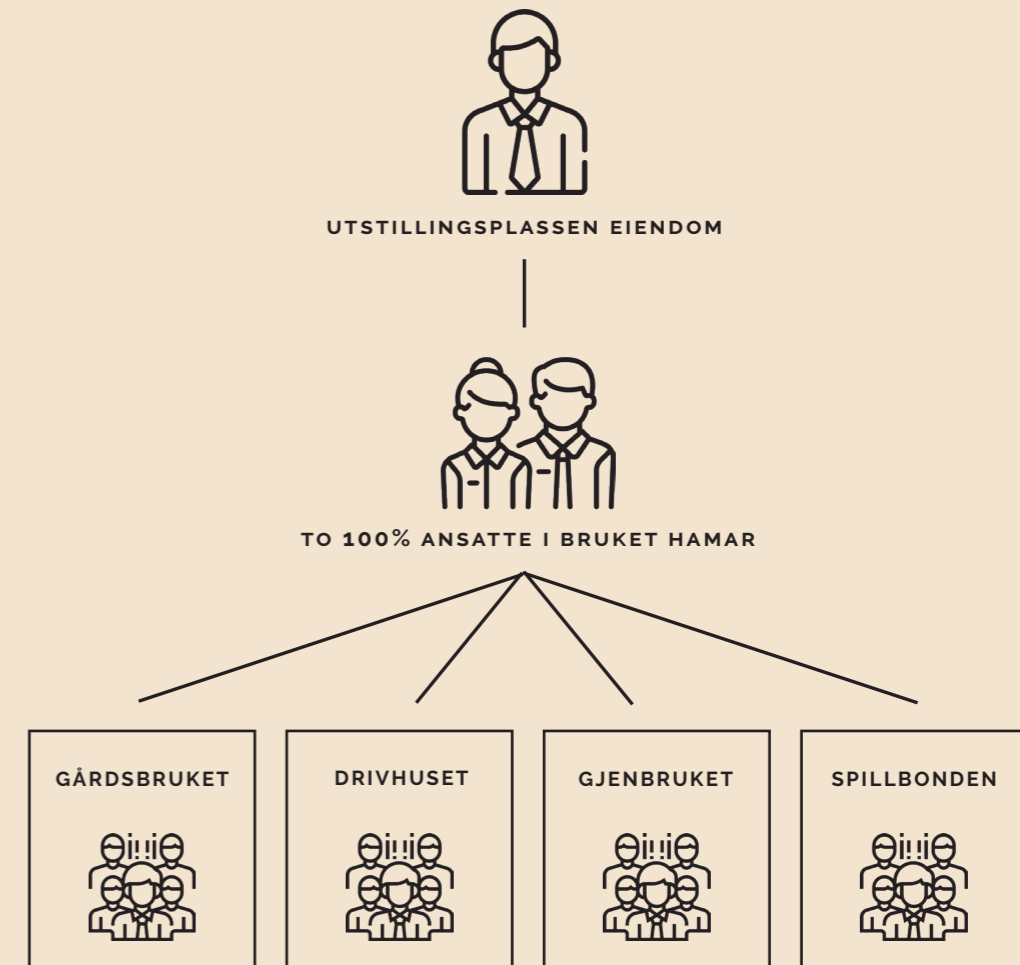 UTSTILLINGSPLASSEN EIENDOM
TO 100% ANSATTE I BRUKET HAMAR
GÅRDSBRUKET
DRIVHUSET
GJENBRUKET
SPILLBONDEN